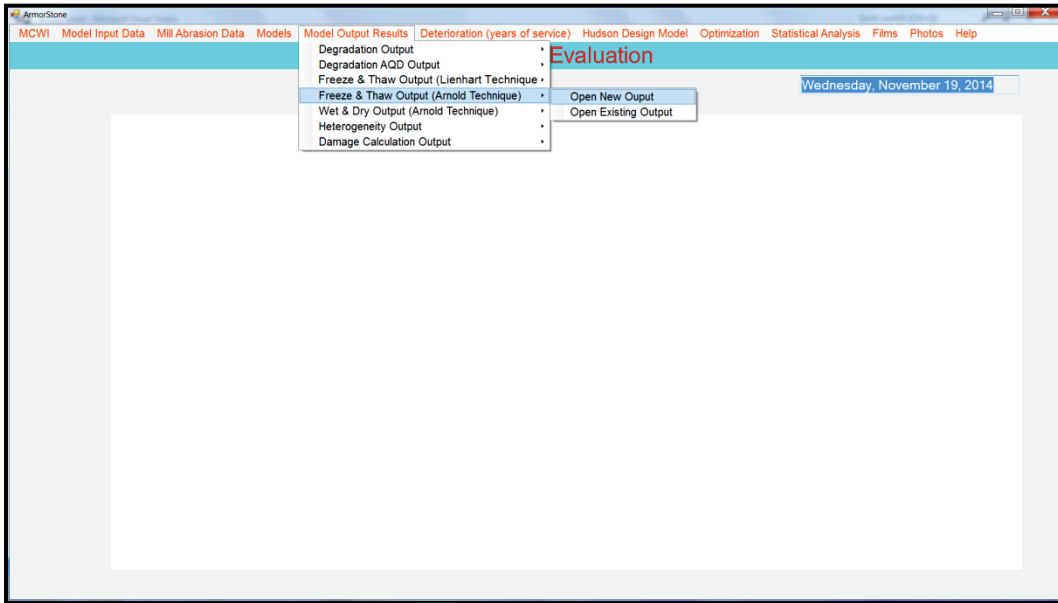 ArmorStone
MCWI Model Input Data Mill Abrasion Data Models Model Output Results Deterioration (years of service) Hudson Design Model Optimization Statistical Analysis Films Photos Help
Evaluation
Wednesday, November 19, 2014
Degradation Output
Degradation AQD Output
Freeze & Thaw Output (Lienhart Technique
Freeze & Thaw Output (Arnold Technique)
Wet & Dry Output (Arnold Technique)
Heterogeneity Output
Damage Calculation Output
Open New Ouput
Open Existing Output